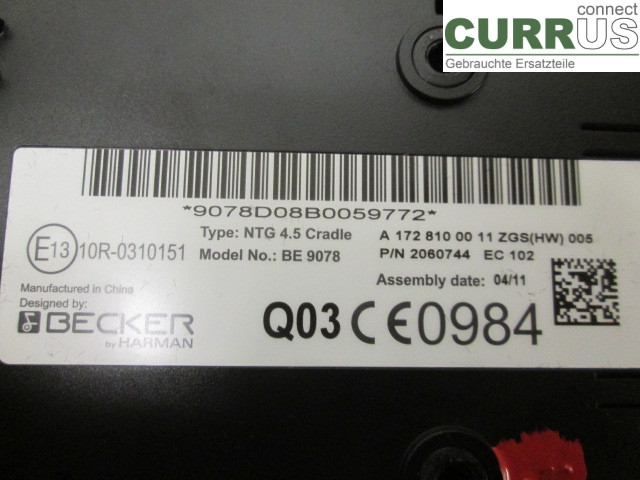 connect
CURRUS
Gebrauchte Ersatzteile
*9078D08B0059772*
E13 10R-0310151
Type: NTG 4.5 Cradle
Model No.: BE 9078
A 172 810 00 11 ZGS(HW) 005
P/N 2060744 EC 102
Assembly date: 04/11
Manufactured in China
Designed by:
BECKER
by HARMAN
Q03 CE0984